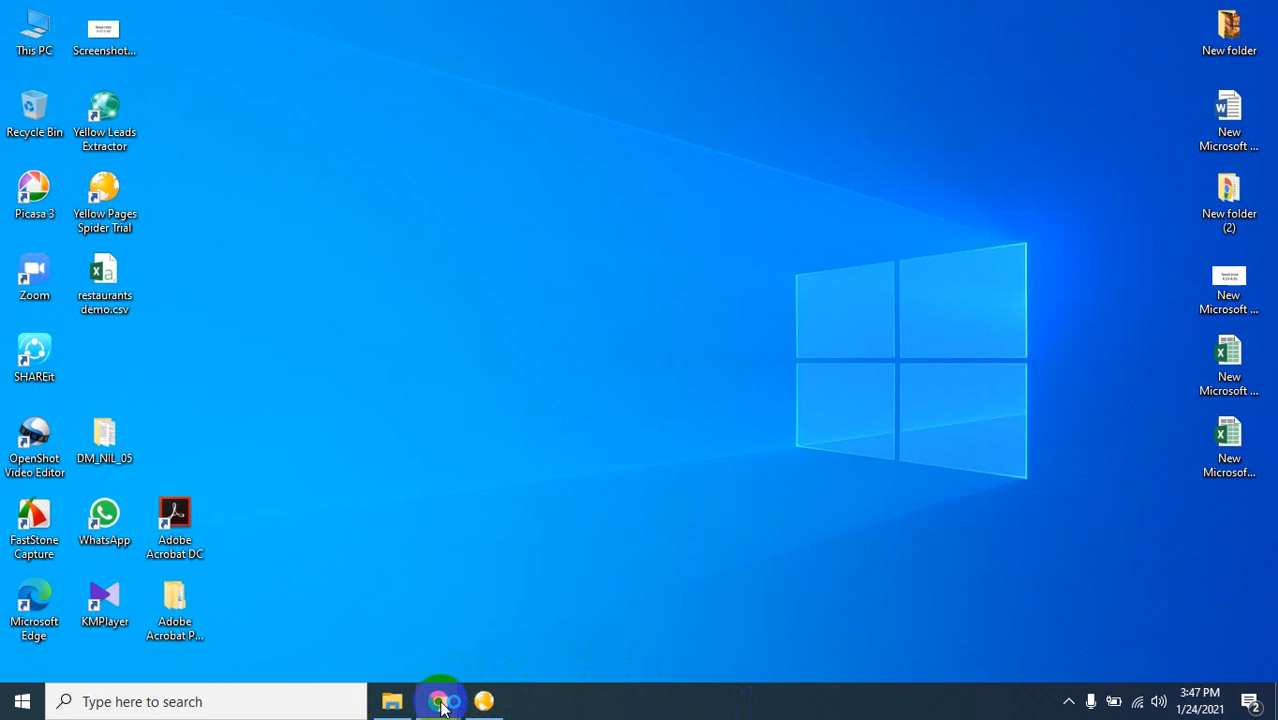 This PC
Screenshot...
New folder
Recycle Bin
Yellow Leads
Extractor
New
Microsoft ...
Picasa 3
Yellow Pages
Spider Trial
New folder
(2)
Zoom
restaurants
demo.csv
New
Microsoft ...
SHAREit
New
Microsoft ...
OpenShot
Video Editor
DM_NIL_05
New
Microsof...
FastStone
Capture
WhatsApp
Adobe
Acrobat DC
Microsoft
Edge
KMPlayer
Adobe
Acrobat P...
Type here to search
3:47 PM
1/24/2021
2